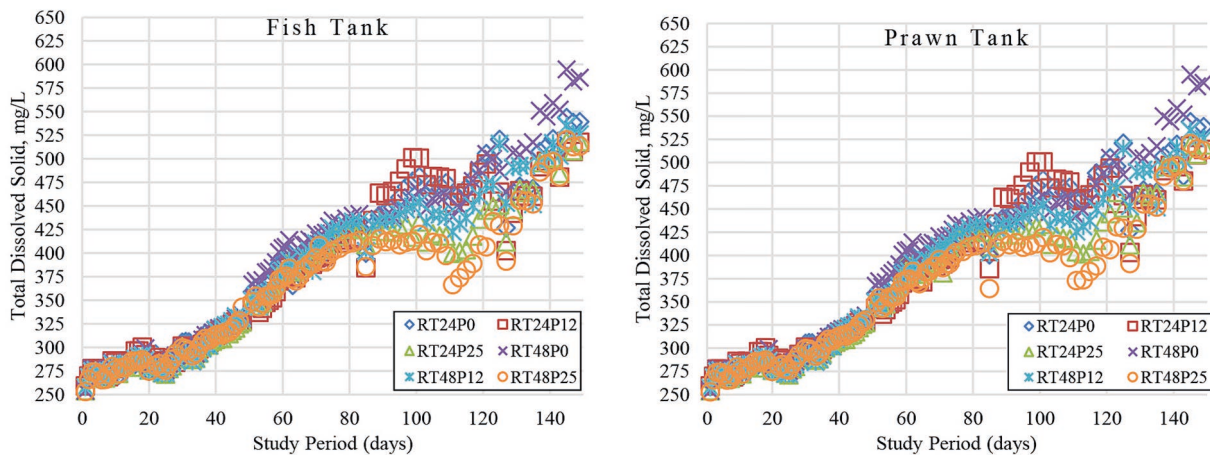 Fish Tank
Total Dissolved Solid, mg/L
650
625
600
575
550
525
500
475
450
425
400
375
350
325
300
275
250
0 20 40 60 80 100 120 140
Study Period (days)
RT24P0 RT24P12
RT24P25 RT48P0
RT48P12 RT48P25
Prawn Tank
Total Dissolved Solid, mg/L
650
625
600
575
550
525
500
475
450
425
400
375
350
325
300
275
250
0 20 40 60 80 100 120 140
Study Period (days)
RT24P0 RT24P12
RT24P25 RT48P0
RT48P12 RT48P25